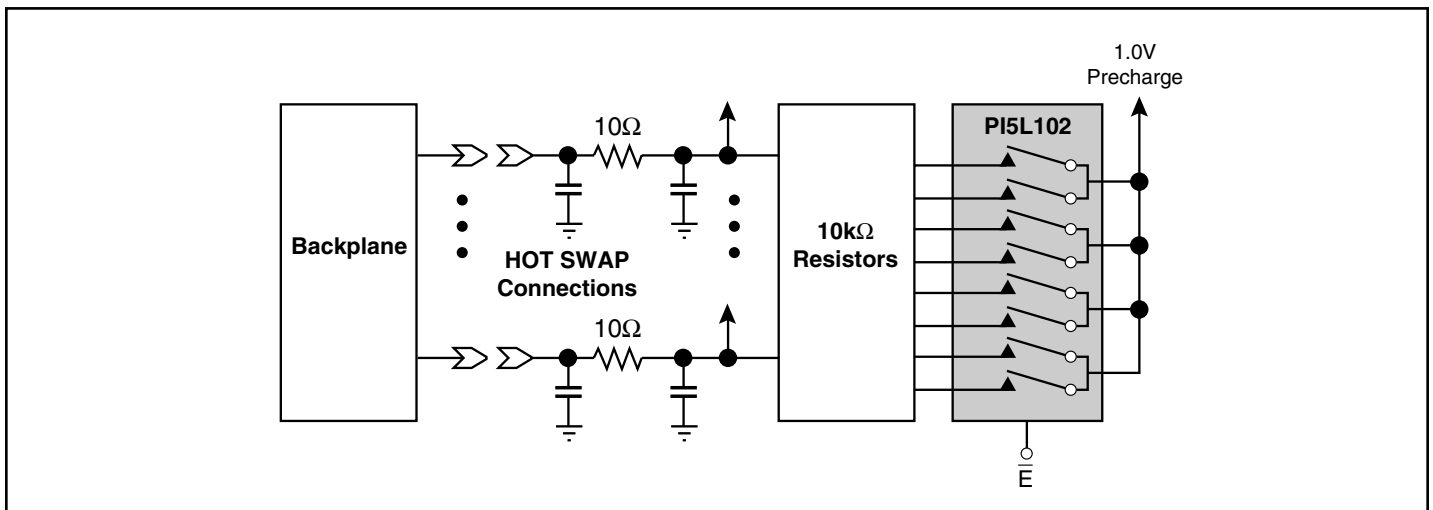 1.0V
Precharge
PI5L102
10Ω
Backplane
HOT SWAP
Connections
10kΩ
Resistors
10Ω
E̅